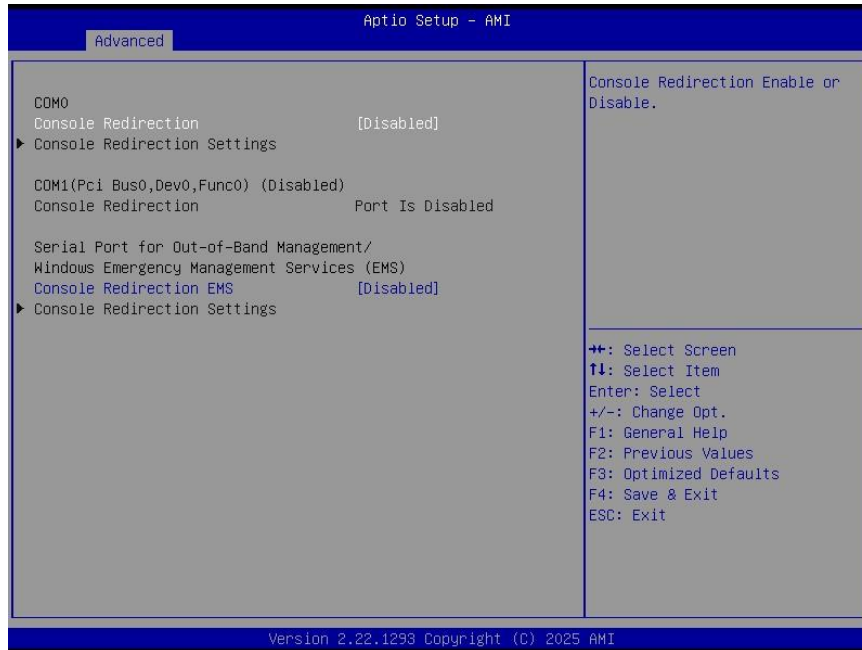 Aptio Setup - AMI
Advanced
COM0
Console Redirection [Disabled]
Console Redirection Settings
COM1(Pci Bus0,Dev0,Func0) (Disabled)
Console Redirection Port Is Disabled
Serial Port for Out-of-Band Management/
Windows Emergency Management Services (EMS)
Console Redirection EMS [Disabled]
Console Redirection Settings
Console Redirection Enable or
Disable.
→←: Select Screen
↑↓: Select Item
Enter: Select
+/-: Change Opt.
F1: General Help
F2: Previous Values
F3: Optimized Defaults
F4: Save & Exit
ESC: Exit
Version 2.22.1293 Copyright (C) 2025 AMI